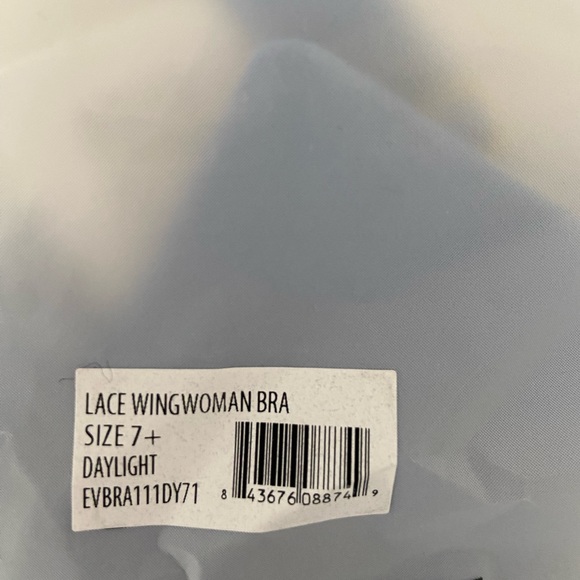 LACE WINGWOMAN BRA
SIZE 7+
DAYLIGHT
EVBRA111DY71
8 43676 08874 9